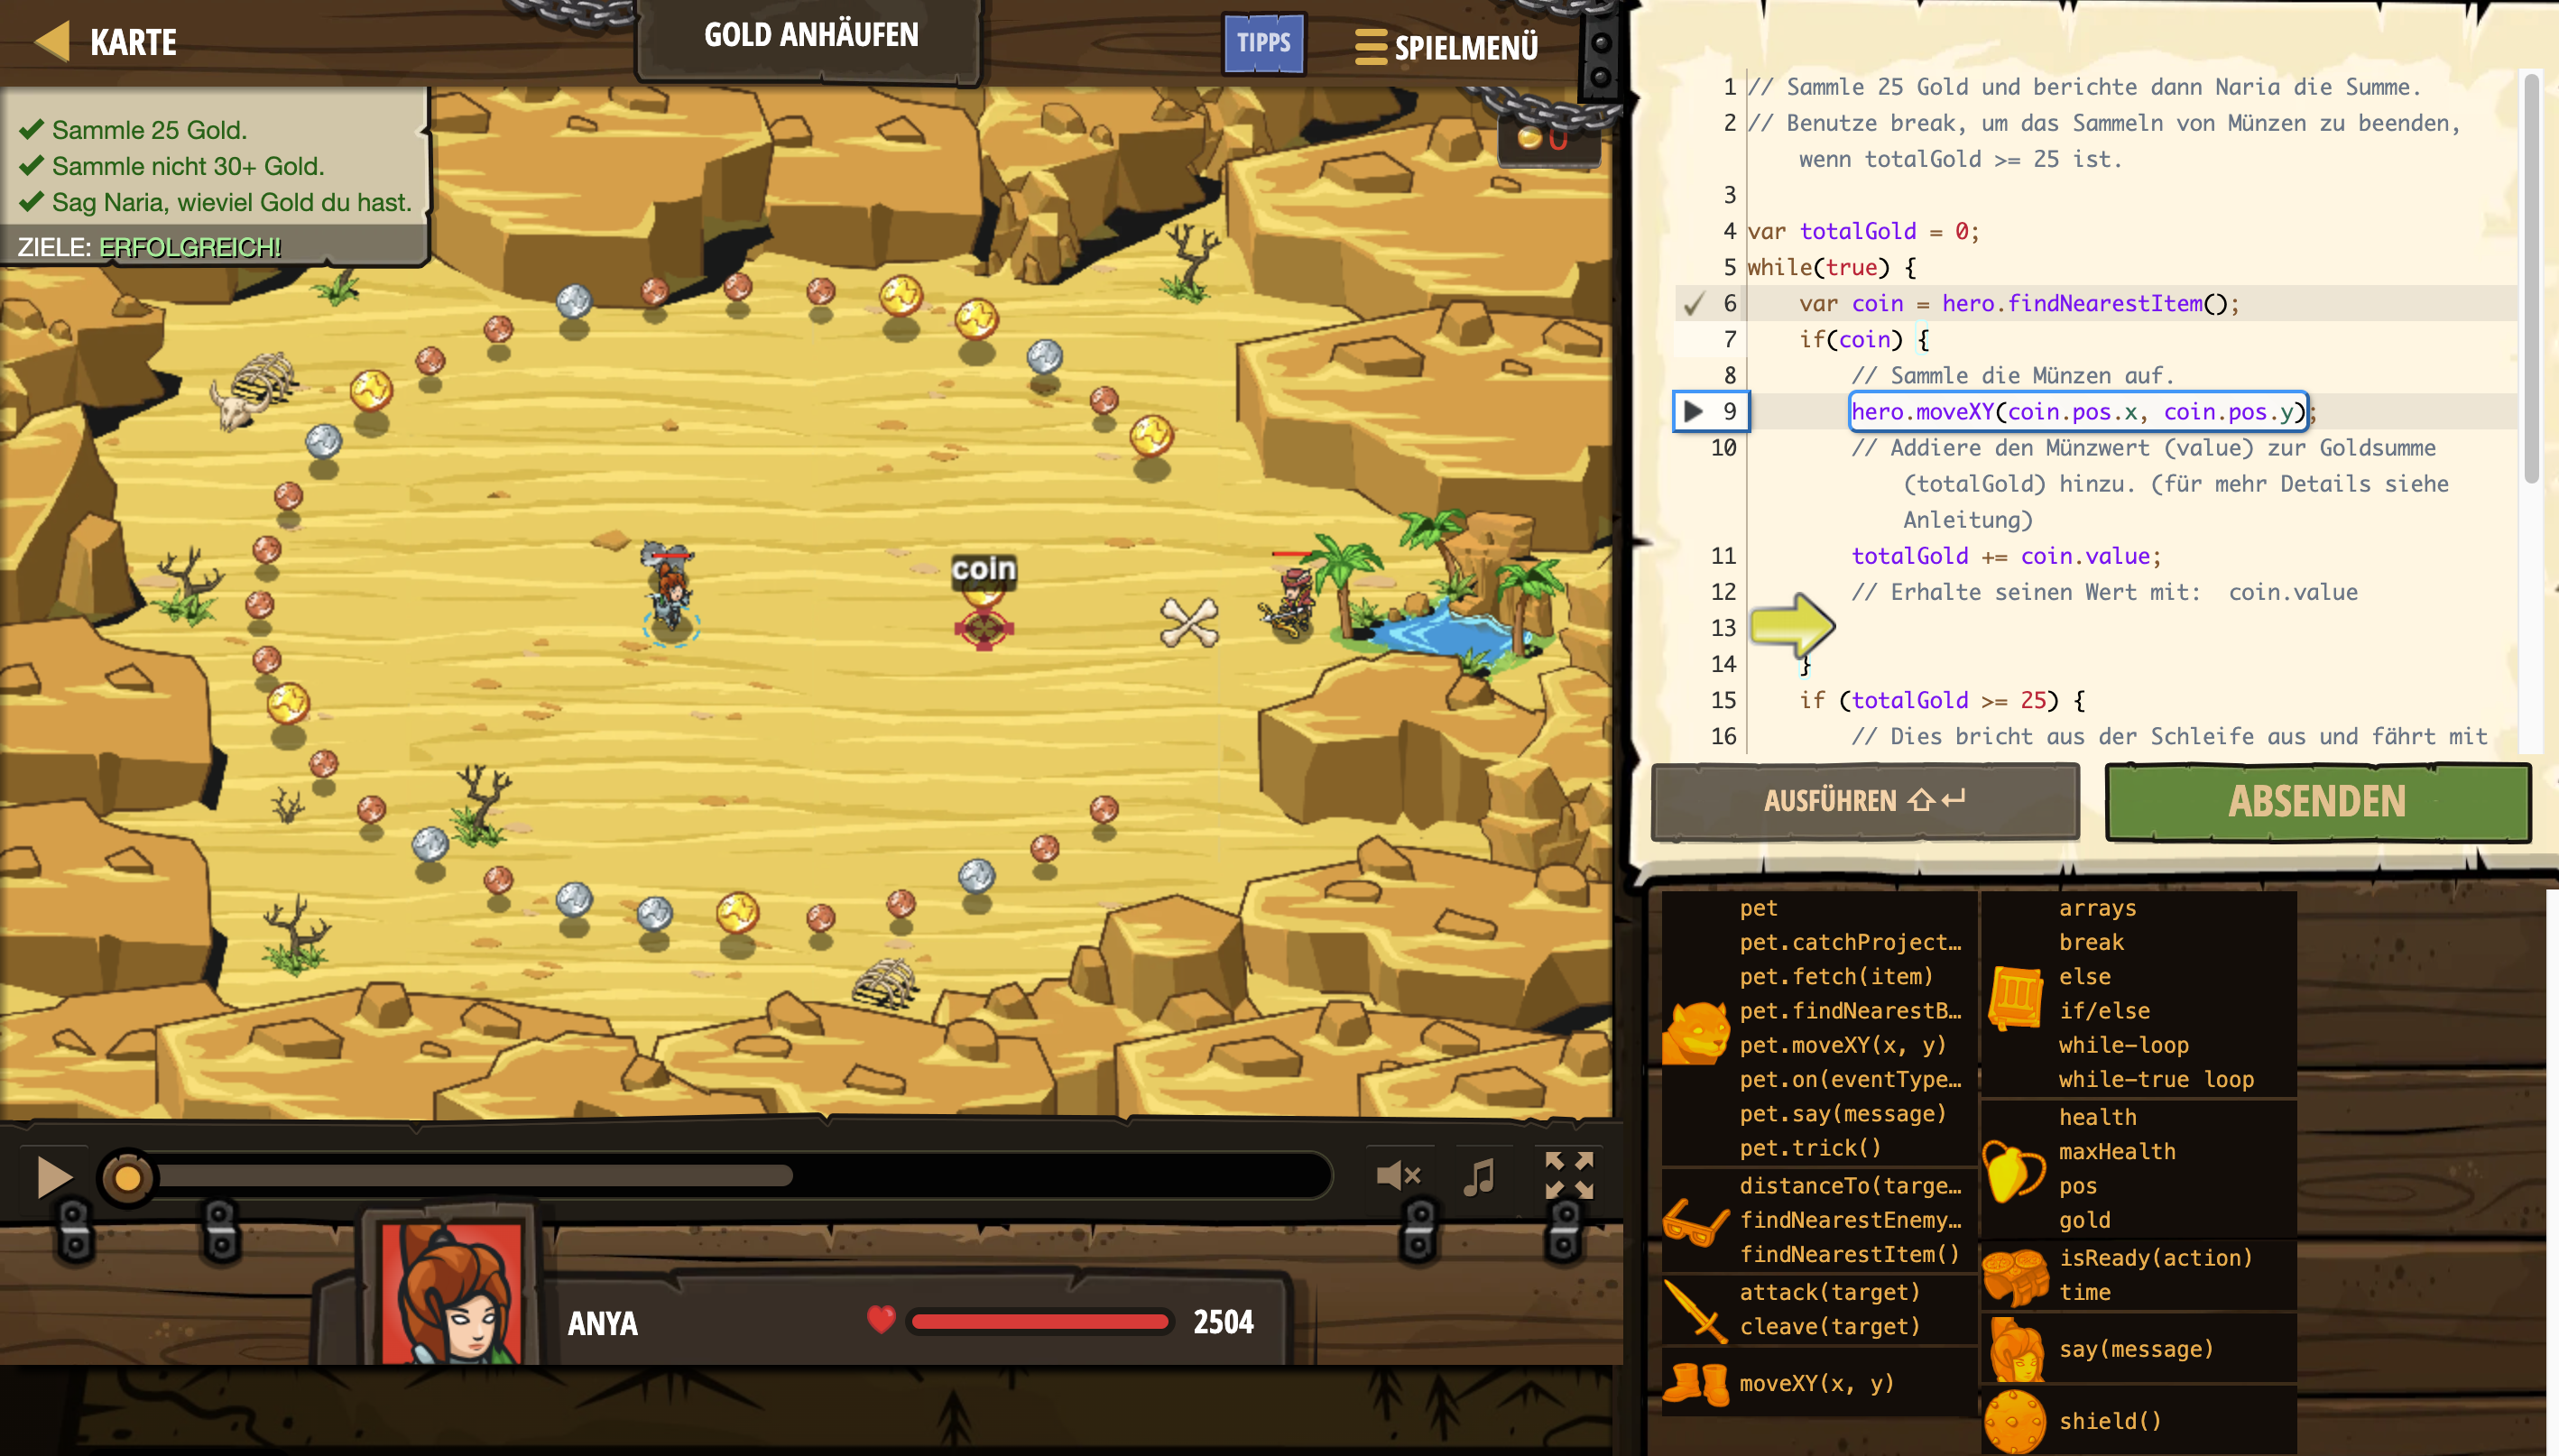 KARTE
GOLD ANHÄUFEN
TIPPS
SPIELMENÜ
Sammle 25 Gold.
Sammle nicht 30+ Gold.
Sag Naria, wieviel Gold du hast.
ZIELE: ERFOLGREICH!
0
coin
ANYA
2504
1 // Sammle 25 Gold und berichte dann Naria die Summe.
2 // Benutze break, um das Sammeln von Münzen zu beenden,
wenn totalGold >= 25 ist.
3
4 var totalGold = 0;
5 while(true) {
6 var coin = hero.findNearestItem();
7 if(coin) {
8 // Sammle die Münzen auf.
9 hero.moveXY(coin.pos.x, coin.pos.y);
10 // Addiere den Münzwert (value) zur Goldsumme
(totalGold) hinzu. (für mehr Details siehe
Anleitung)
11 totalGold += coin.value;
12 // Erhalte seinen Wert mit:  coin.value
13
14 }
15 if (totalGold >= 25) {
16 // Dies bricht aus der Schleife aus und fährt mit
AUSFÜHREN
ABSENDEN
pet
pet.catchProject…
pet.fetch(item)
pet.findNearestB…
pet.moveXY(x, y)
pet.on(eventType…
pet.say(message)
pet.trick()
distanceTo(targe…
findNearestEnemy…
findNearestItem()
attack(target)
cleave(target)
moveXY(x, y)
arrays
break
else
if/else
while-loop
while-true loop
health
maxHealth
pos
gold
isReady(action)
time
say(message)
shield()